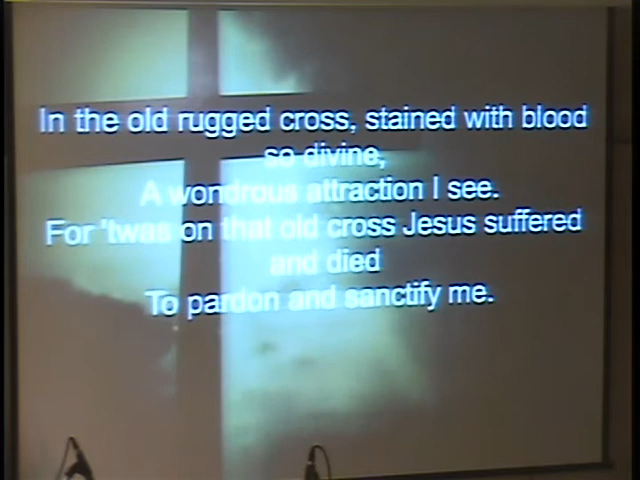 In the old rugged cross, stained with blood
so divine,
A wondrous attraction I see.
For 'twas on that old cross Jesus suffered
and died
To pardon and sanctify me.